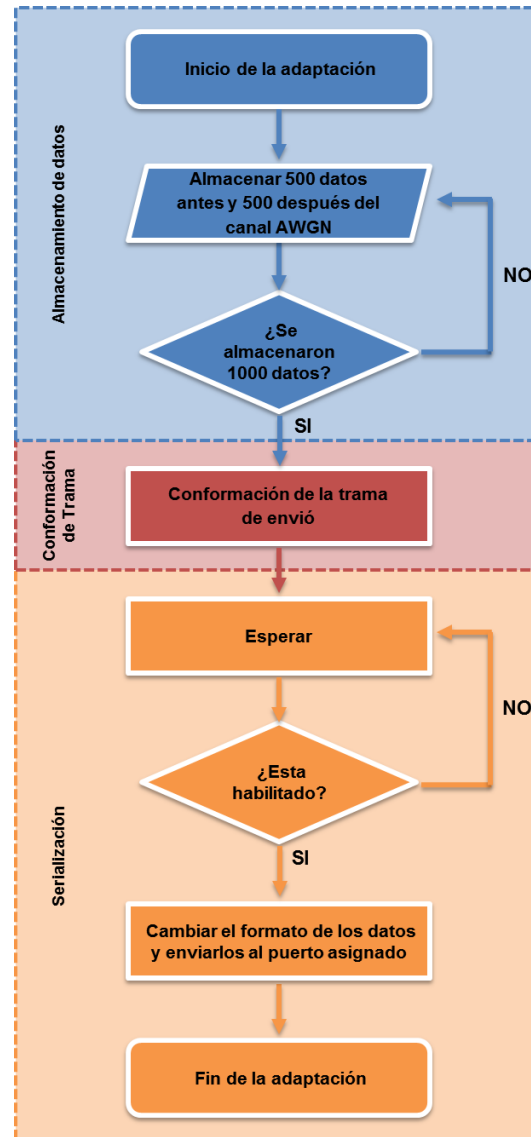 Almacenamiento de datos
Inicio de la adaptación
Almacenar 500 datos
antes y 500 después del
canal AWGN
NO
¿Se
almacenaron
1000 datos?
SI
Conformación
de Trama
Conformación de la trama
de envió
Serialización
Esperar
NO
¿Esta
habilitado?
SI
Cambiar el formato de los datos
y enviarlos al puerto asignado
Fin de la adaptación